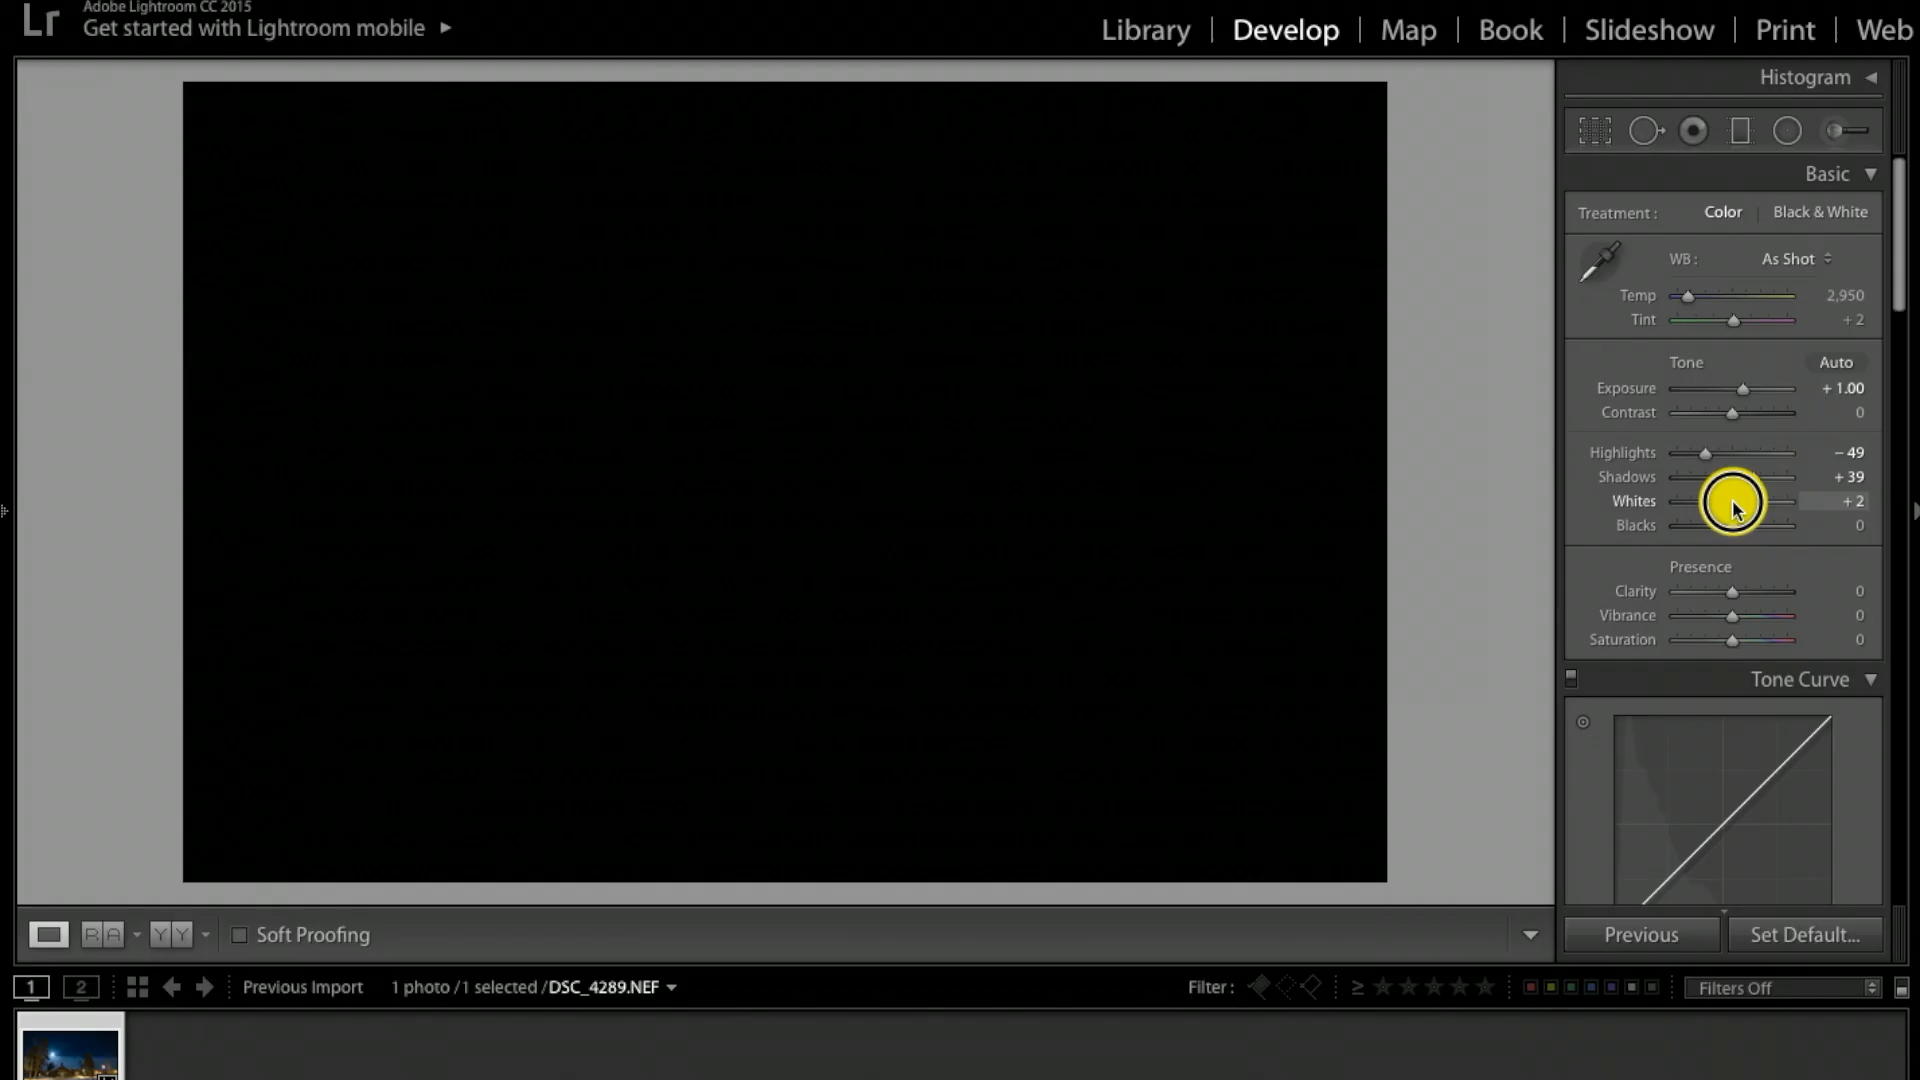 Lr
Adobe Lightroom CC 2015
Get started with Lightroom mobile
Library | Develop | Map | Book | Slideshow | Print | Web
Histogram
Basic
Treatment : Color Black & White
WB : As Shot
Temp 2,950
Tint + 2
Tone Auto
Exposure + 1.00
Contrast 0
Highlights − 49
Shadows + 39
Whites + 2
Blacks 0
Presence
Clarity 0
Vibrance 0
Saturation 0
Tone Curve
R A Y Y Soft Proofing
Previous Set Default...
1 2 Previous Import 1 photo / 1 selected / DSC_4289.NEF Filter : ≥ Filters Off